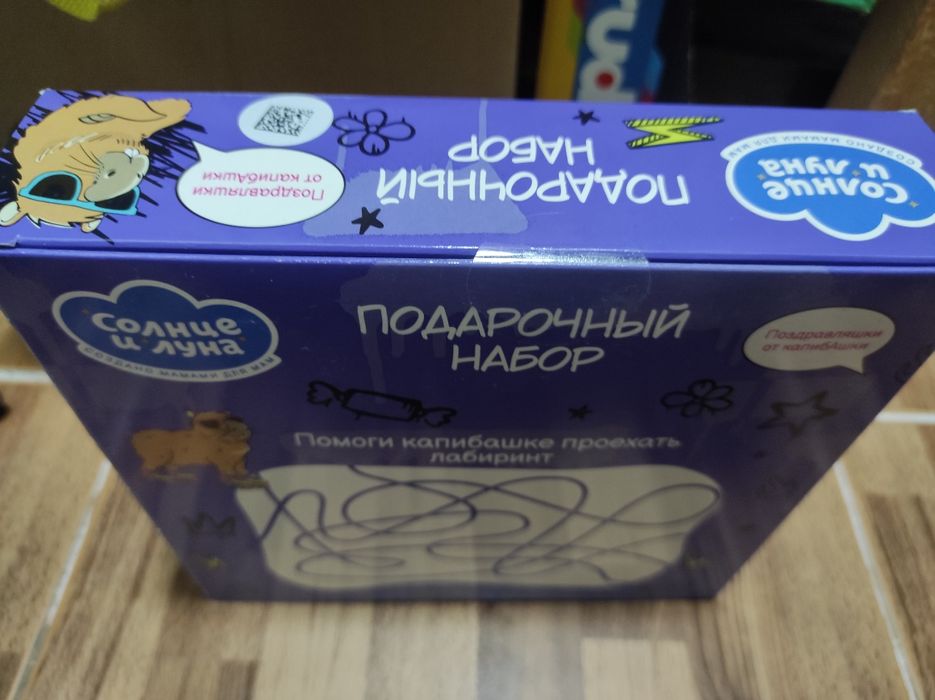 Поздравляшки
от капибашки
ПОДАРОЧНЫЙ
НАБОР
СОЛНЦЕ
И ЛУНА
СОЗДАНО МАМАМИ ДЛЯ МАМ
СОЛНЦЕ
И ЛУНА
СОЗДАНО МАМАМИ ДЛЯ МАМ
ПОДАРОЧНЫЙ
НАБОР
Поздравляшки
от капибашки
Помоги капибашке проехать
лабиринт